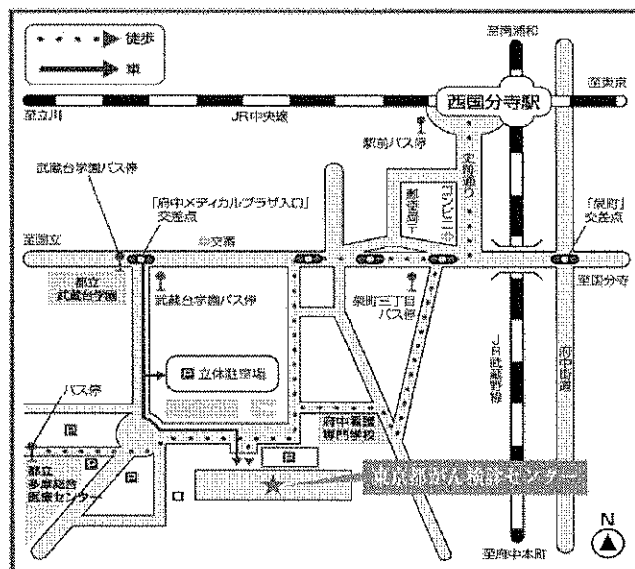 徒歩
車
至南浦和
至東京
西国分寺駅
至立川
JR中央線
駅前バス停
史跡通り
武蔵台学園バス停
「府中メディカルプラザ入口」
交差点
郵便局〒
「泉町」
交差点
至国立
至国分寺
都立
武蔵台学園
武蔵台学園バス停
泉町三丁目
バス停
JR武蔵野線
府中街道
P 立体駐車場
バス停
P
府中看護
専門学校
P
P
P
都立
多摩総合
医療センター
東京都がん検診センター
N
至府中本町